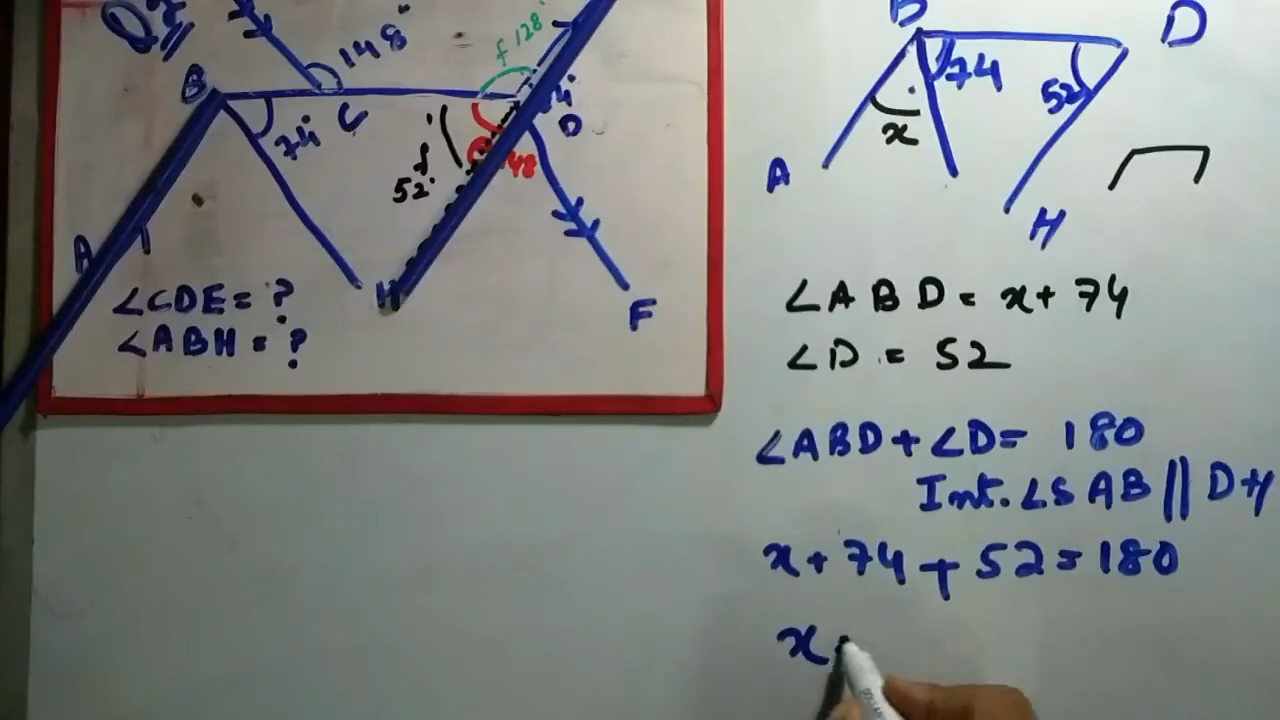 Q7
148°
f 128°
B
C
74°
D
f
52°
48
A
H
F
∠CDE = ?
∠ABH = ?
B
D
74
52
x
A
H
∠ABD = x + 74
∠D = 52
∠ABD + ∠D = 180
Int. ∠S AB || DH
x + 74 + 52 = 180
x